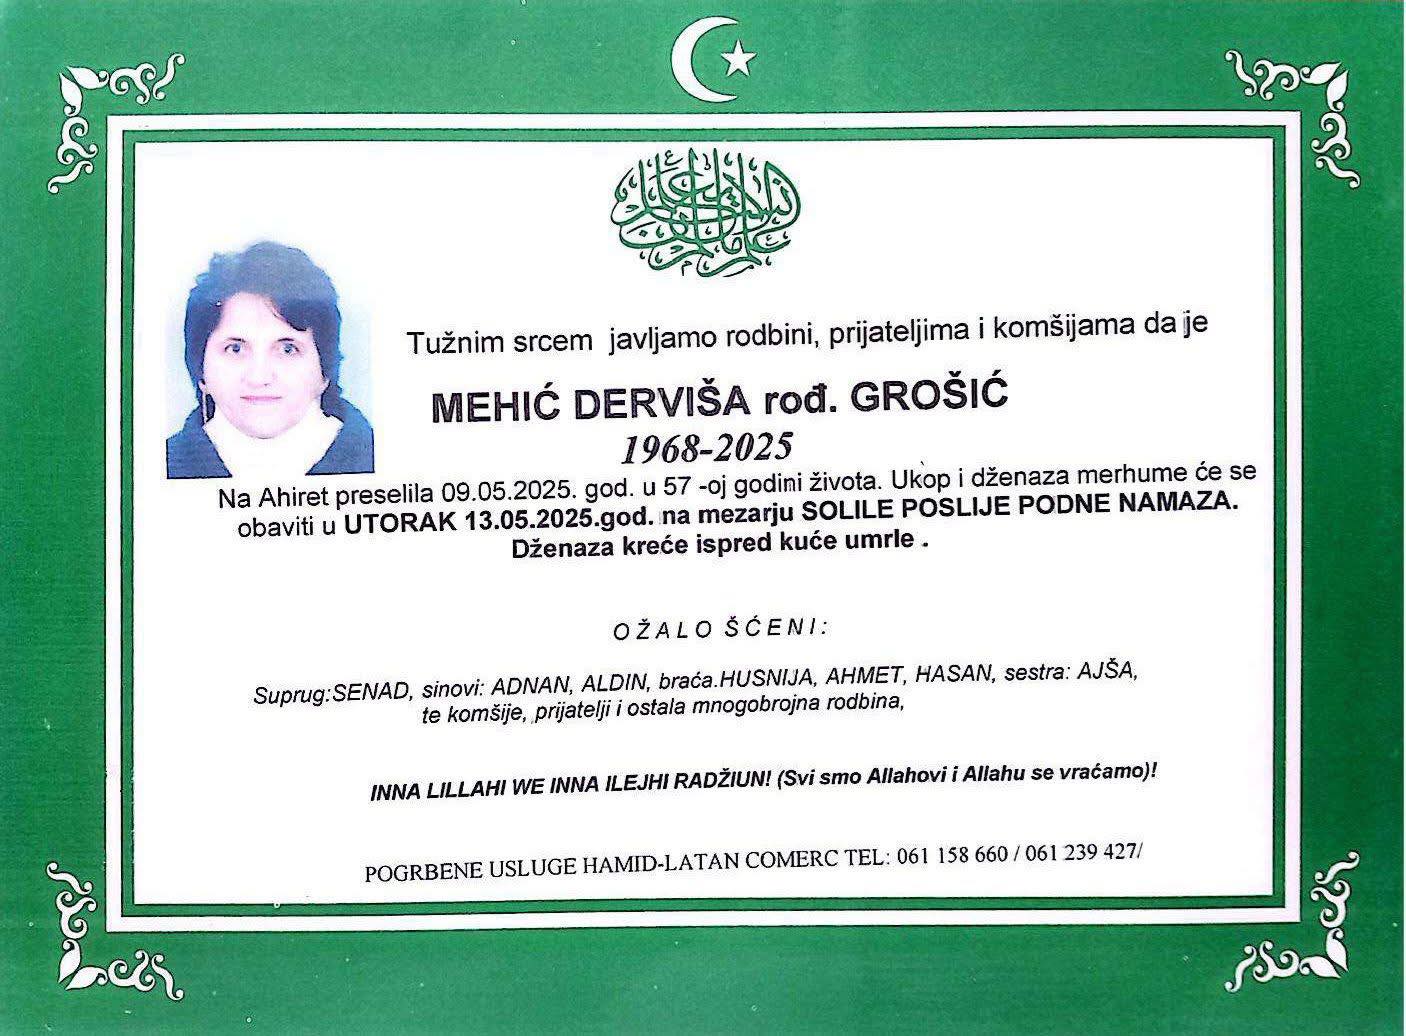 Tužnim srcem javljamo rodbini, prijateljima i komšijama da je
MEHIĆ DERVIŠA rođ. GROŠIĆ
1968-2025
Na Ahiret preselila 09.05.2025. god. u 57 -oj godini života. Ukop i dženaza merhume će se
obaviti u UTORAK 13.05.2025.god. na mezarju SOLILE POSLIJE PODNE NAMAZA.
Dženaza kreće ispred kuće umrle .
O Ž A L O Š Ć E N I :
Suprug:SENAD, sinovi: ADNAN, ALDIN, braća.HUSNIJA, AHMET, HASAN, sestra: AJŠA,
te komšije, prijatelji i ostala mnogobrojna rodbina,
INNA LILLAHI WE INNA ILEJHI RADŽIUN! (Svi smo Allahovi i Allahu se vraćamo)!
POGRBENE USLUGE HAMID-LATAN COMERC TEL: 061 158 660 / 061 239 427/